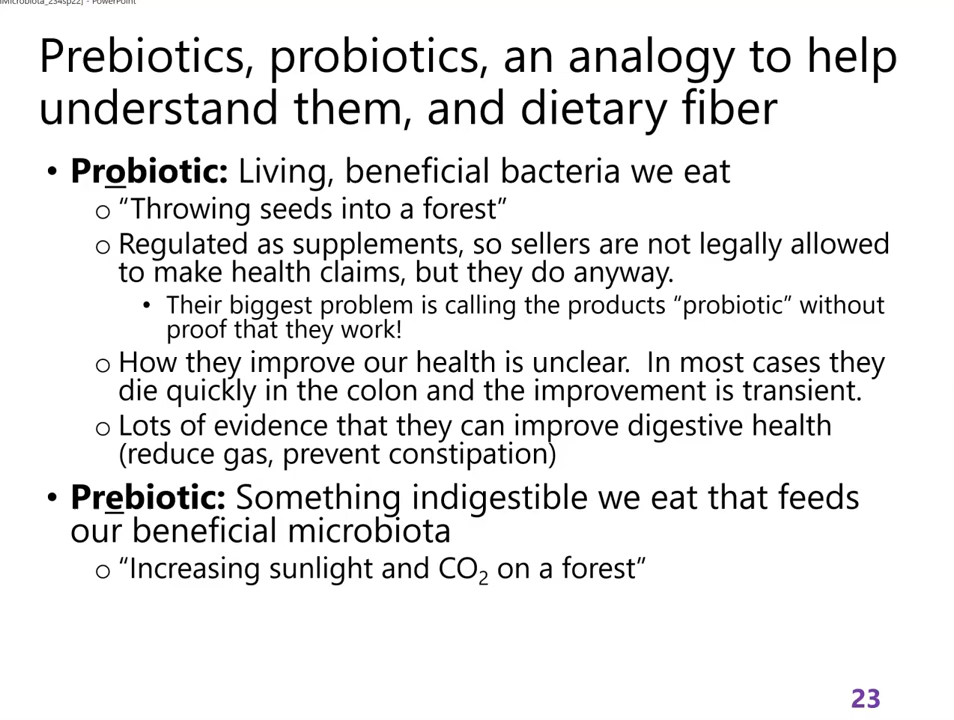 Microbiota_234sp22] - PowerPoint
Prebiotics, probiotics, an analogy to help
understand them, and dietary fiber
• Probiotic: Living, beneficial bacteria we eat
o “Throwing seeds into a forest”
o Regulated as supplements, so sellers are not legally allowed
to make health claims, but they do anyway.
• Their biggest problem is calling the products “probiotic” without
proof that they work!
o How they improve our health is unclear.  In most cases they
die quickly in the colon and the improvement is transient.
o Lots of evidence that they can improve digestive health
(reduce gas, prevent constipation)
• Prebiotic: Something indigestible we eat that feeds
our beneficial microbiota
o “Increasing sunlight and CO₂ on a forest”
23